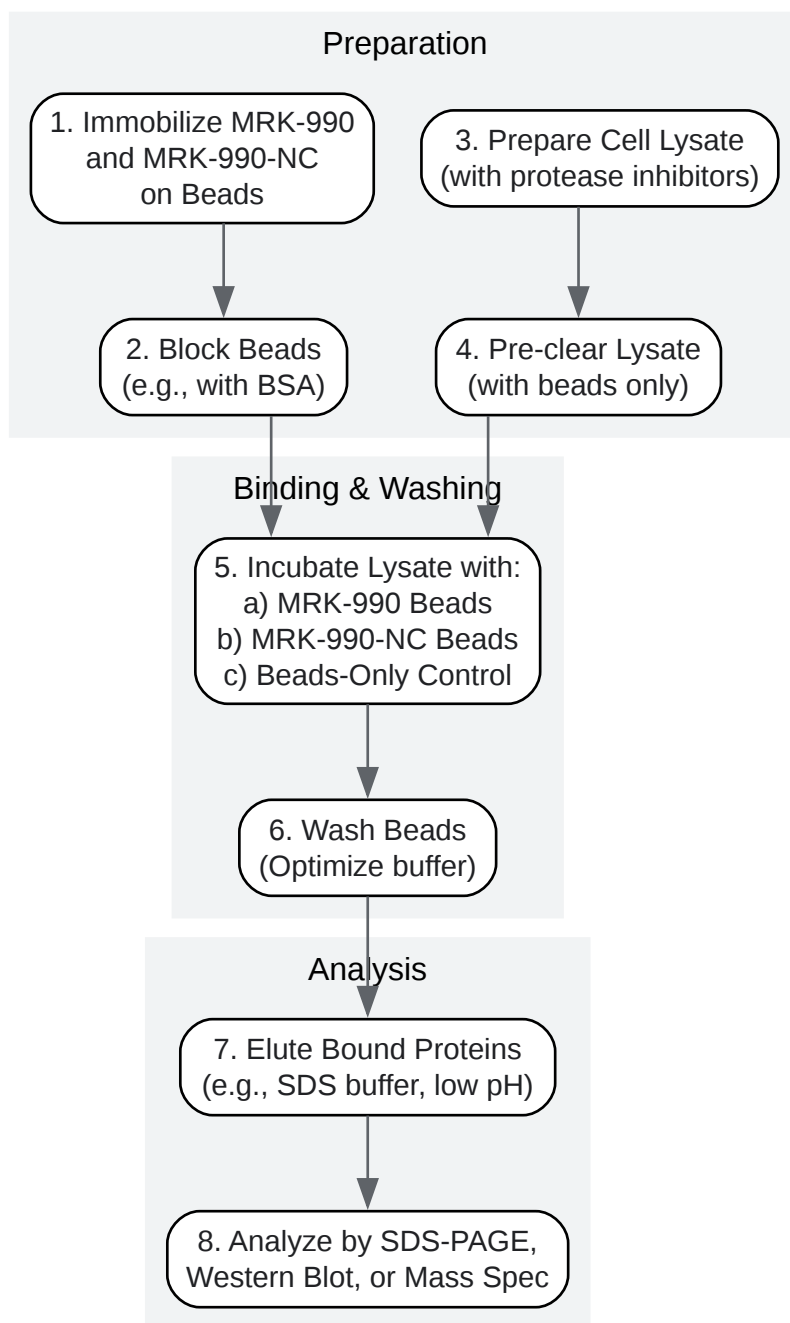 Preparation
1. Immobilize MRK-990
and MRK-990-NC
on Beads
3. Prepare Cell Lysate
(with protease inhibitors)
2. Block Beads
(e.g., with BSA)
4. Pre-clear Lysate
(with beads only)
Binding & Washing
5. Incubate Lysate with:
a) MRK-990 Beads
b) MRK-990-NC Beads
c) Beads-Only Control
6. Wash Beads
(Optimize buffer)
Analysis
7. Elute Bound Proteins
(e.g., SDS buffer, low pH)
8. Analyze by SDS-PAGE,
Western Blot, or Mass Spec